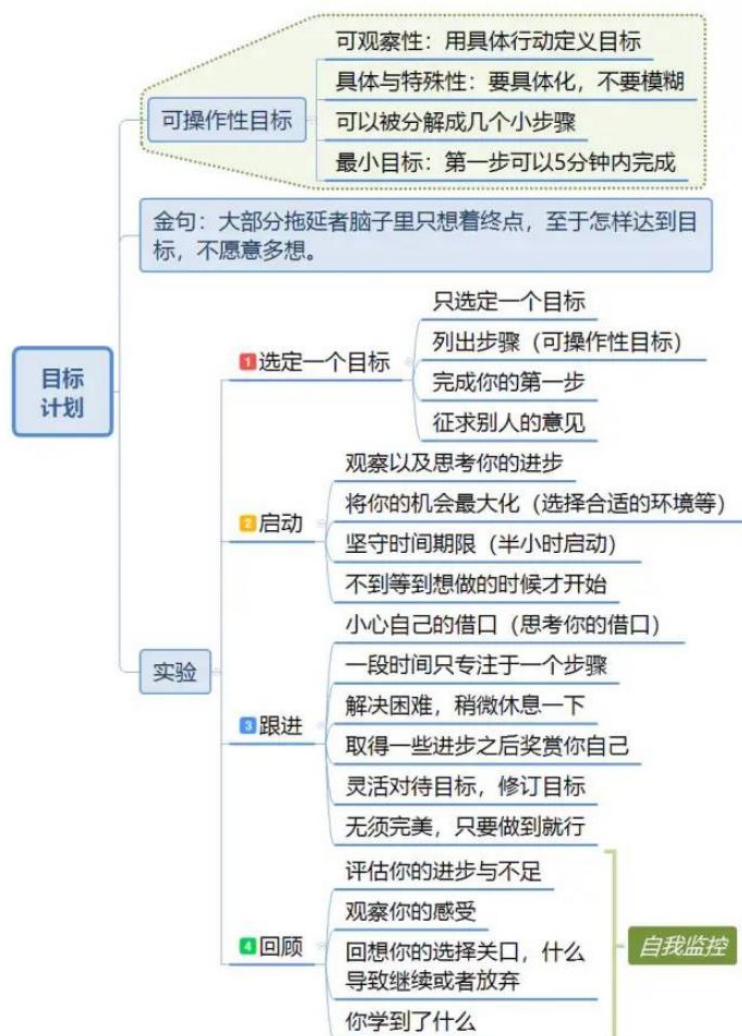 可观察性：用具体行动定义目标
具体与特殊性：要具体化，不要模糊
可操作性目标
可以被分解成几个小步骤
最小目标：第一步可以5分钟内完成
金句：大部分拖延者脑子里只想着终点，至于怎样达到目
标，不愿意多想。
目标
计划
只选定一个目标
1选定一个目标
列出步骤（可操作性目标）
完成你的第一步
征求别人的意见
观察以及思考你的进步
将你的机会最大化（选择合适的环境等）
2启动
坚守时间期限（半小时启动）
不到等到想做的时候才开始
实验
小心自己的借口（思考你的借口）
一段时间只专注于一个步骤
解决困难，稍微休息一下
3跟进
取得一些进步之后奖赏你自己
灵活对待目标，修订目标
无须完美，只要做到就行
评估你的进步与不足
观察你的感受
4回顾
回想你的选择关口，什么
导致继续或者放弃
你学到了什么
自我监控